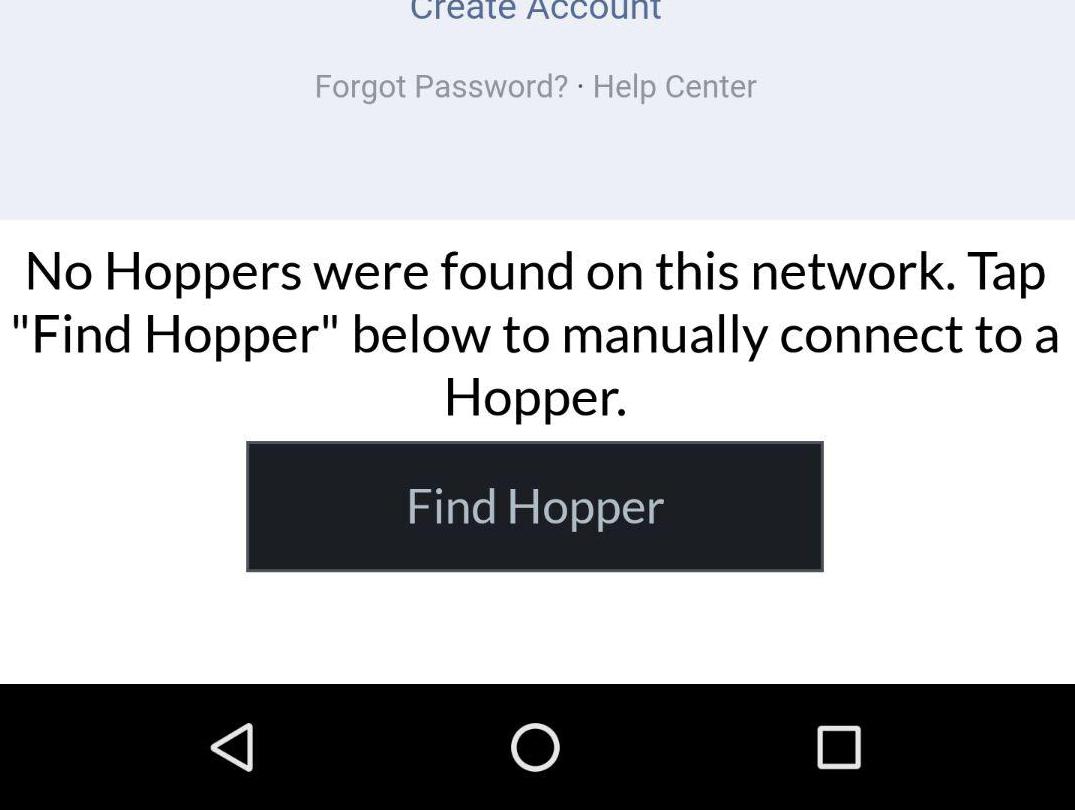 Create Account
Forgot Password? · Help Center
No Hoppers were found on this network. Tap
"Find Hopper" below to manually connect to a
Hopper.
Find Hopper